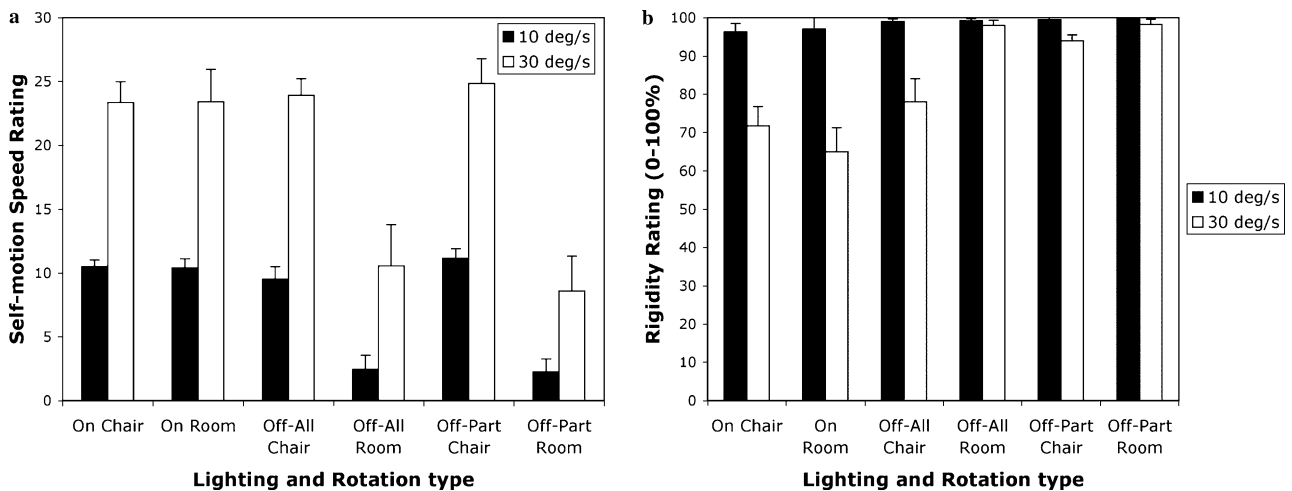 a
30
25
20
15
10
5
0
Self-motion Speed Rating
10 deg/s
30 deg/s
On Chair
On Room
Off-All
Chair
Off-All
Room
Off-Part
Chair
Off-Part
Room
Lighting and Rotation type
b
100
90
80
70
60
50
40
30
20
10
0
Rigidity Rating (0-100%)
On Chair
On
Room
Off-All
Chair
Off-All
Room
Off-Part
Chair
Off-Part
Room
Lighting and Rotation type
10 deg/s
30 deg/s